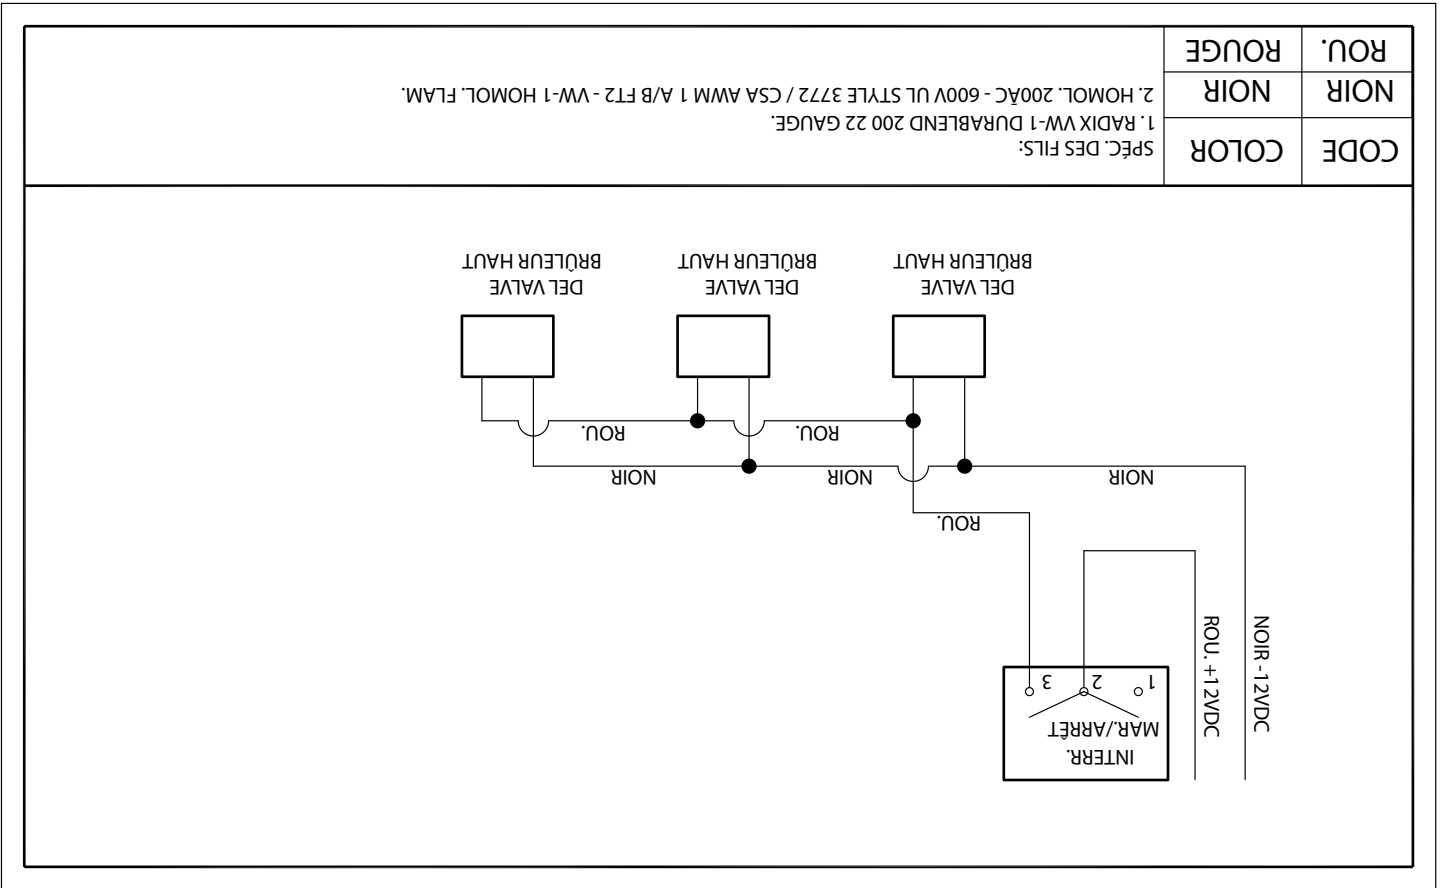 NOIR -12VDC
ROU. +12VDC
INTERR.
MAR./ARRÊT
1 2 3
ROU.
NOIR NOIR NOIR
ROU. ROU.
DEL VALVE
BRÛLEUR HAUT
DEL VALVE
BRÛLEUR HAUT
DEL VALVE
BRÛLEUR HAUT
CODE COLOR
NOIR NOIR
ROU. ROUGE
SPÉC. DES FILS:
1. RADIX VW-1 DURABLEND 200 22 GAUGE.
2. HOMOL. 200ÄC - 600V UL STYLE 3772 / CSA AWM 1 A/B FT2 - VW-1 HOMOL. FLAM.